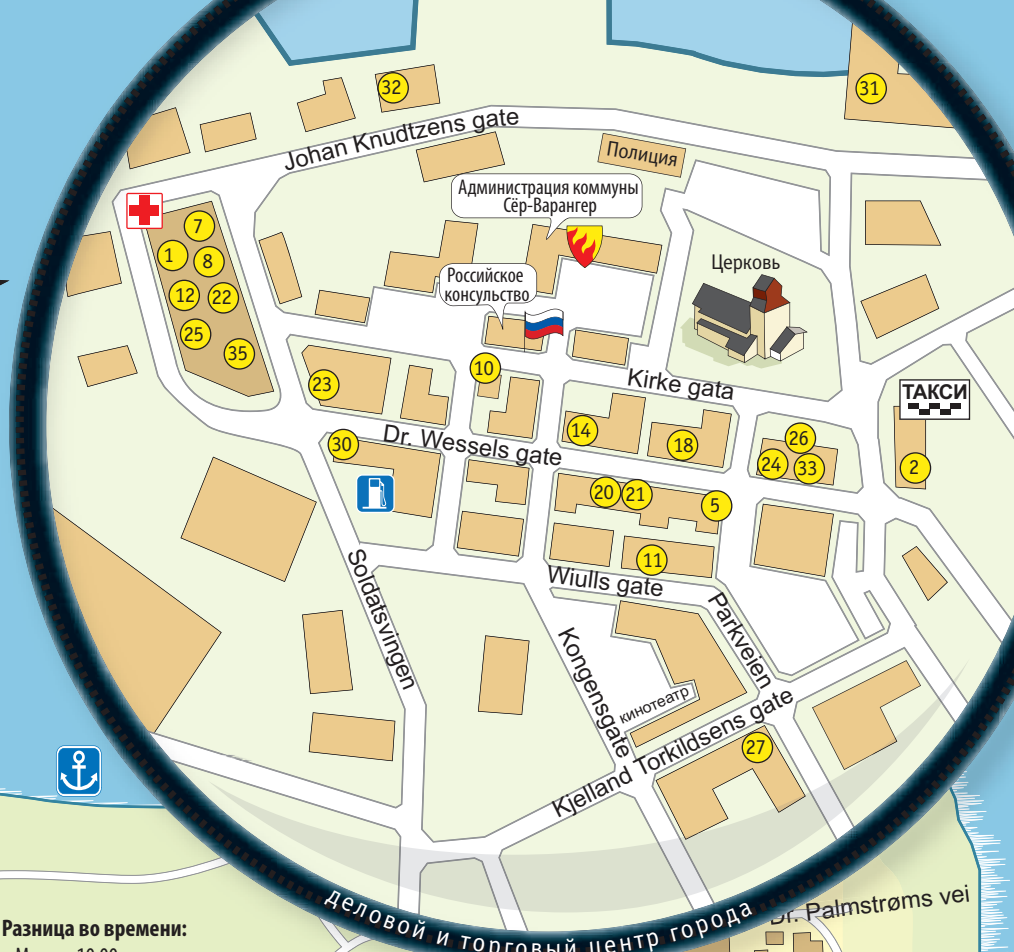 32
31
Johan Knudtzens gate
Полиция
Администрация коммуны
Сёр-Варангер
7
1
8
12
22
25
35
Российское
консульство
Церковь
ТАКСИ
23
10
Kirke gata
14
18
26
24
33
2
30
Dr. Wessels gate
20
21
5
11
Wiulls gate
Soldatsvingen
Kongensgate
Parkveien
кинотеатр
Kjelland Torkildsens gate
27
деловой и торговый центр города
Dr. Palmstrøms vei
Разница во времени: